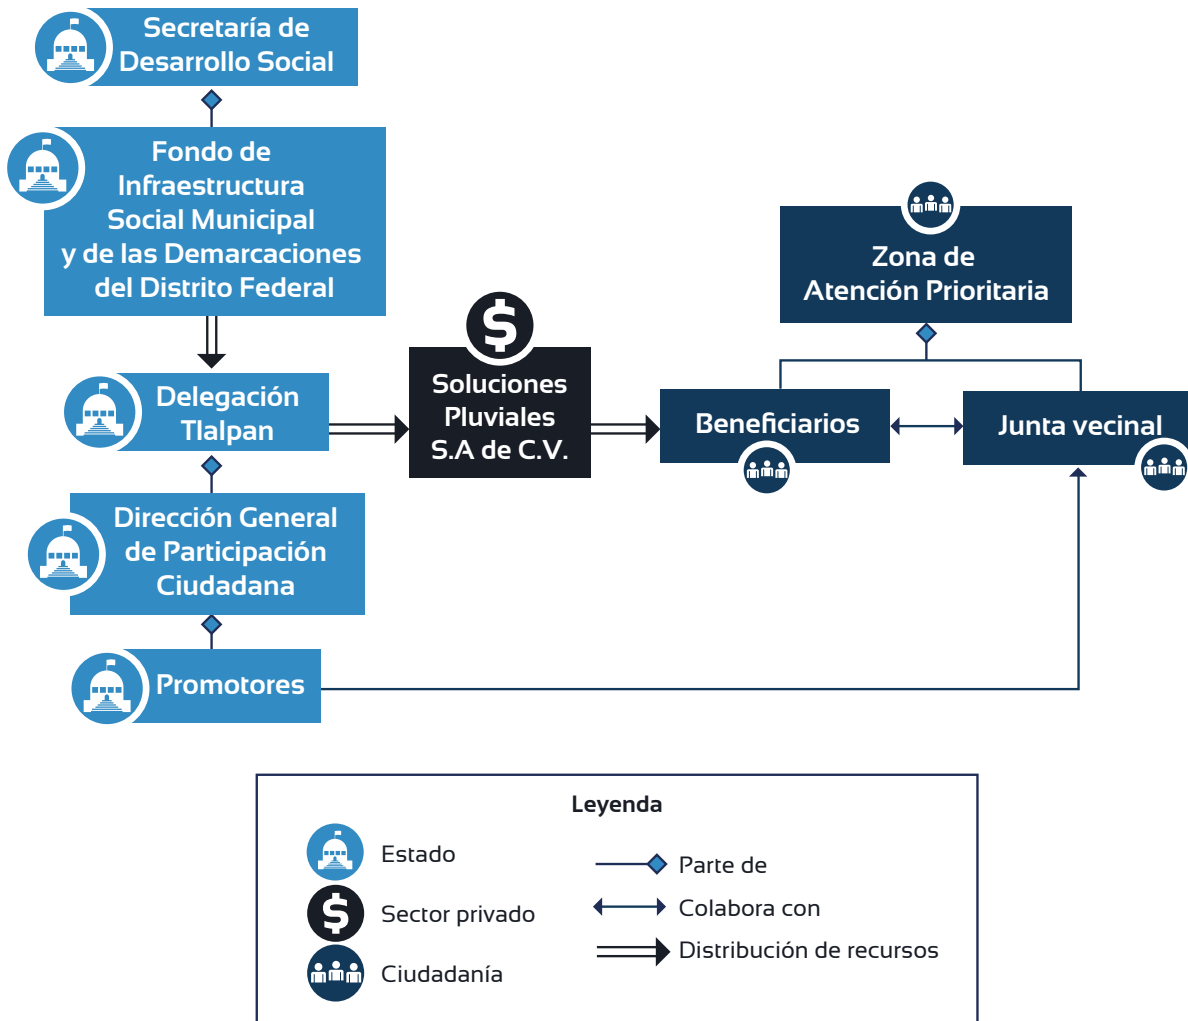 Secretaría de
Desarrollo Social
Fondo de
Infraestructura
Social Municipal
y de las Demarcaciones
del Distrito Federal
Zona de
Atención Prioritaria
$
Delegación
Tlalpan
Soluciones
Pluviales
S.A de C.V.
Beneficiarios
Junta vecinal
Dirección General
de Participación
Ciudadana
Promotores
Leyenda
Estado
$
Sector privado
Ciudadanía
Parte de
Colabora con
Distribución de recursos